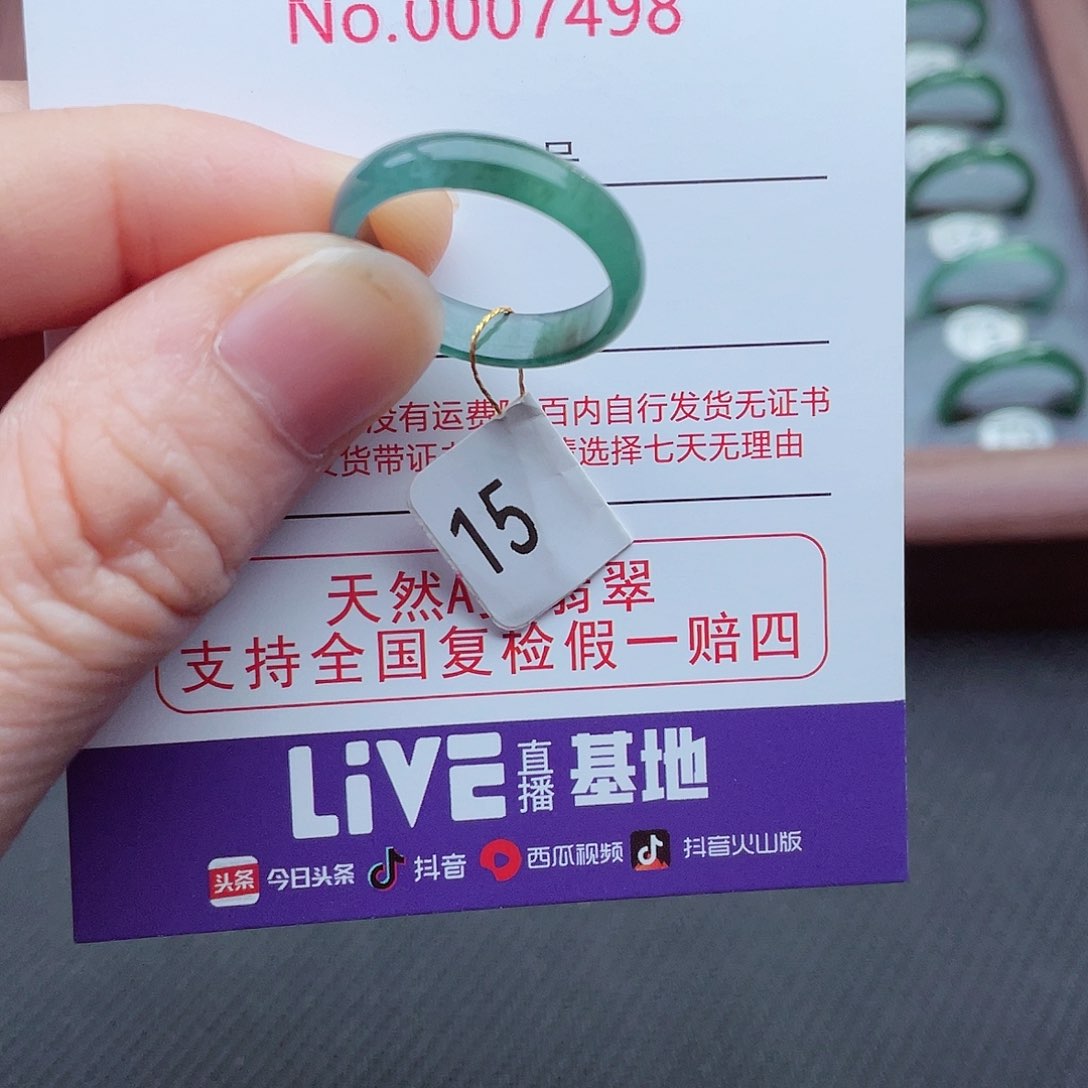 No.0007498
号
没有运费 百内自行发货无证书
货带证 选择七天无理由
15
天然A 翡翠
支持全国复检假一赔四
LiVE 直播 基地
头条 今日头条 抖音 西瓜视频 抖音火山版